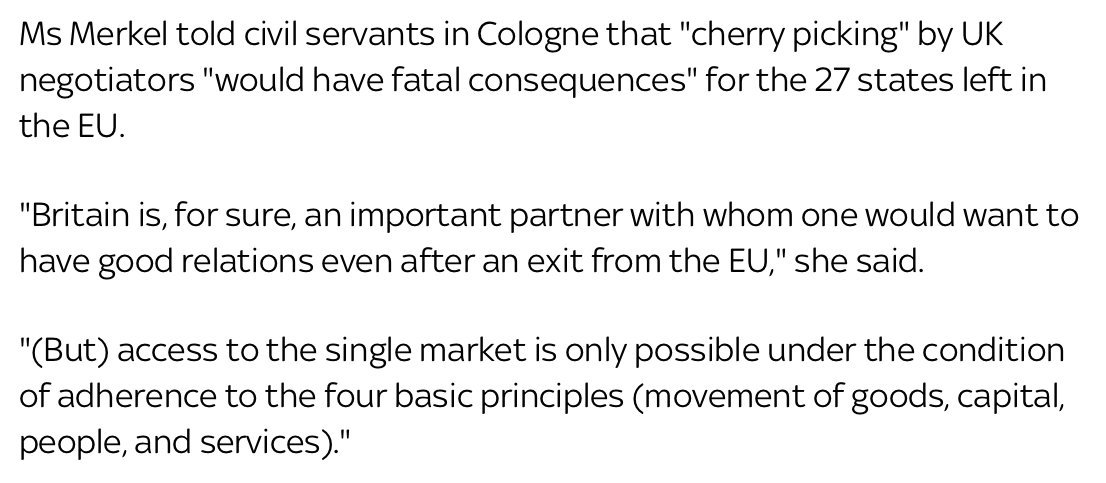 Ms Merkel told civil servants in Cologne that "cherry picking" by UK
negotiators "would have fatal consequences" for the 27 states left in
the EU.
"Britain is, for sure, an important partner with whom one would want to
have good relations even after an exit from the EU," she said.
"(But) access to the single market is only possible under the condition
of adherence to the four basic principles (movement of goods, capital,
people, and services)."